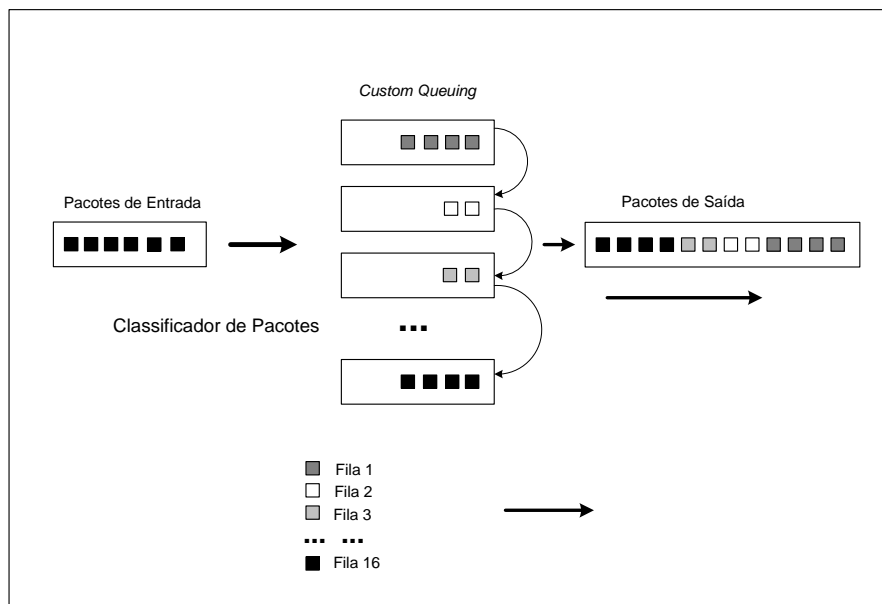 Custom Queuing
Pacotes de Entrada
Pacotes de Saída
Classificador de Pacotes
Fila 1
Fila 2
Fila 3
Fila 16